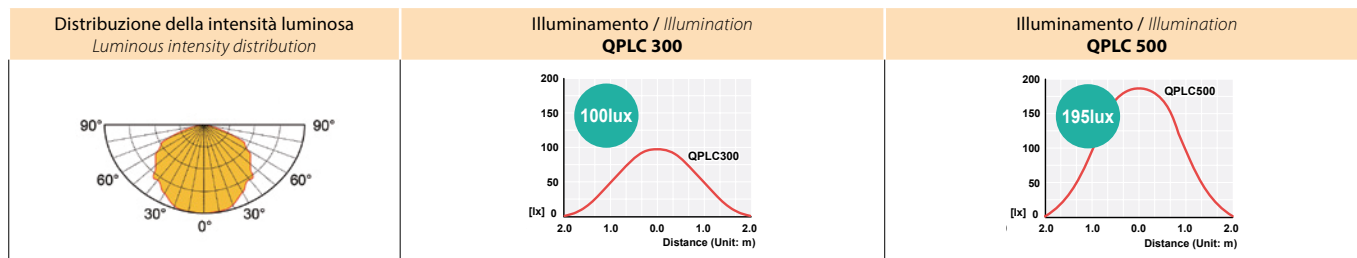 Distribuzione della intensità luminosa
Luminous intensity distribution
Illuminamento / Illumination
QPLC 300
Illuminamento / Illumination
QPLC 500
90°
90°
60°
60°
30°
30°
0°
200
150
100
50
[lx] 0
100lux
QPLC300
2.0 1.0 0.0 1.0 2.0
Distance (Unit: m)
200
150
100
50
[lx] 0
195lux
QPLC500
2.0 1.0 0.0 1.0 2.0
Distance (Unit: m)